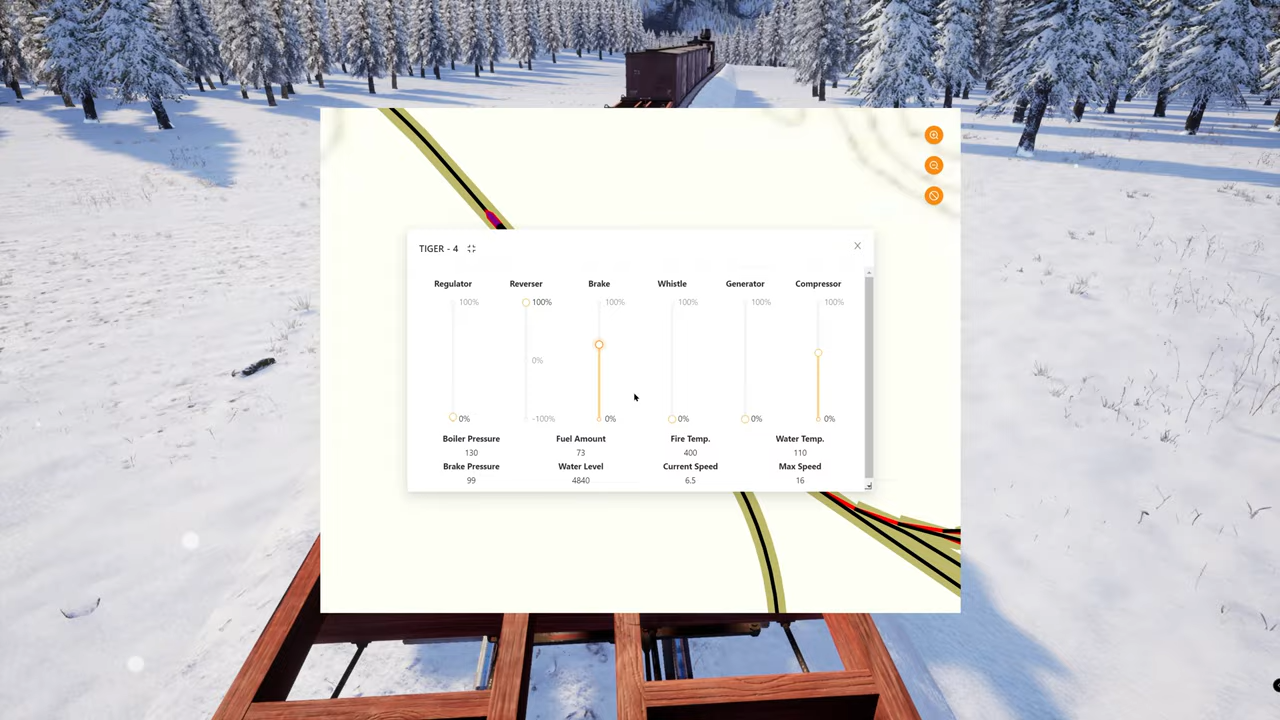 TIGER - 4
X
Regulator Reverser Brake Whistle Generator Compressor
100% 100% 100% 100% 100% 100%
0%
0% -100% 0% 0% 0% 0%
Boiler Pressure Fuel Amount Fire Temp. Water Temp.
130 73 400 110
Brake Pressure Water Level Current Speed Max Speed
99 4840 6.5 16